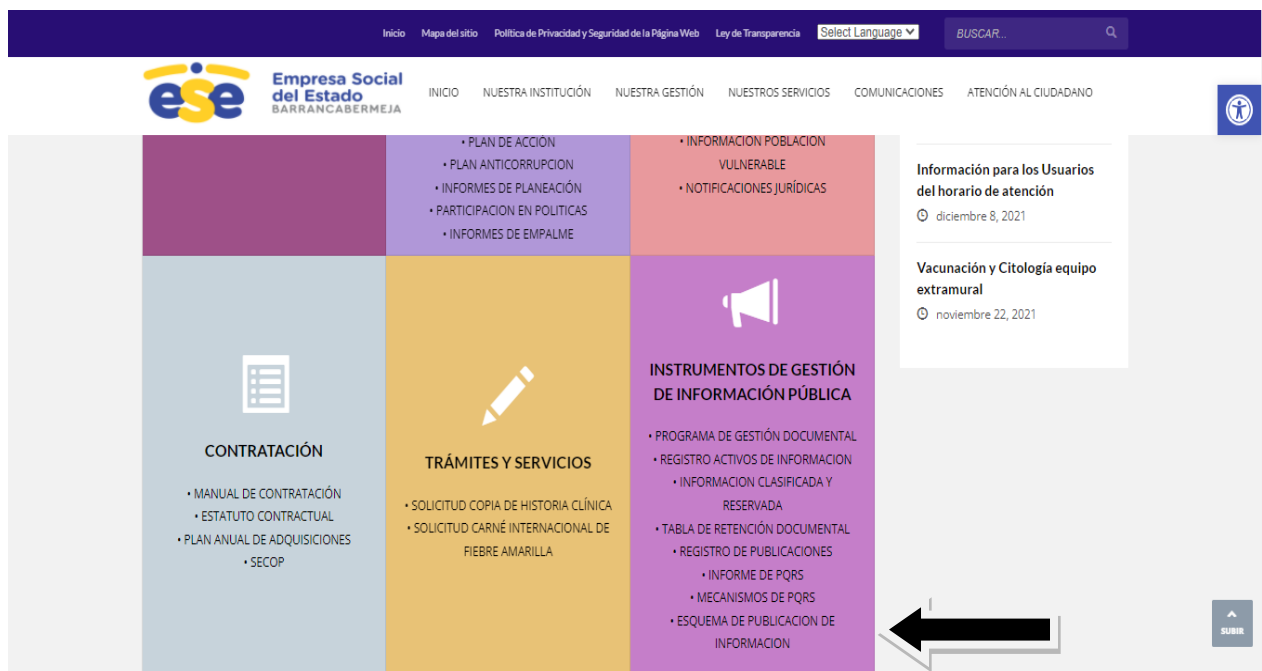 Inicio Mapa del sitio Política de Privacidad y Seguridad de la Página Web Ley de Transparencia Select Language BUSCAR...
ese Empresa Social
del Estado
BARRANCABERMEJA
INICIO NUESTRA INSTITUCIÓN NUESTRA GESTIÓN NUESTROS SERVICIOS COMUNICACIONES ATENCIÓN AL CIUDADANO
• PLAN DE ACCIÓN
• PLAN ANTICORRUPCION
• INFORMES DE PLANEACIÓN
• PARTICIPACION EN POLITICAS
• INFORMES DE EMPALME
• INFORMACIÓN POBLACIÓN
VULNERABLE
• NOTIFICACIONES JURÍDICAS
Información para los Usuarios
del horario de atención
diciembre 8, 2021
Vacunación y Citología equipo
extramural
noviembre 22, 2021
CONTRATACIÓN
• MANUAL DE CONTRATACIÓN
• ESTATUTO CONTRACTUAL
• PLAN ANUAL DE ADQUISICIONES
• SECOP
TRÁMITES Y SERVICIOS
• SOLICITUD COPIA DE HISTORIA CLÍNICA
• SOLICITUD CARNÉ INTERNACIONAL DE
FIEBRE AMARILLA
INSTRUMENTOS DE GESTIÓN
DE INFORMACIÓN PÚBLICA
• PROGRAMA DE GESTIÓN DOCUMENTAL
• REGISTRO ACTIVOS DE INFORMACION
• INFORMACION CLASIFICADA Y
RESERVADA
• TABLA DE RETENCIÓN DOCUMENTAL
• REGISTRO DE PUBLICACIONES
• INFORME DE PQRS
• MECANISMOS DE PQRS
• ESQUEMA DE PUBLICACION DE
INFORMACION
SUBIR